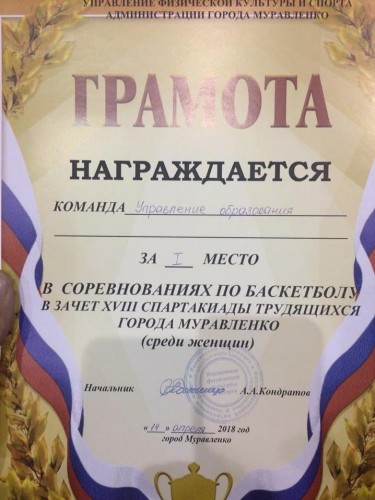 УПРАВЛЕНИЕ ФИЗИЧЕСКОЙ КУЛЬТУРЫ И СПОРТА
АДМИНИСТРАЦИИ ГОРОДА МУРАВЛЕНКО
ГРАМОТА
НАГРАЖДАЕТСЯ
КОМАНДА Управление образования
ЗА I МЕСТО
В СОРЕВНОВАНИЯХ ПО БАСКЕТБОЛУ
В ЗАЧЕТ XVIII СПАРТАКИАДЫ ТРУДЯЩИХСЯ
ГОРОДА МУРАВЛЕНКО
(среди женщин)
Начальник А.А.Кондратов
«14» апреля 2018 год
город Муравленко